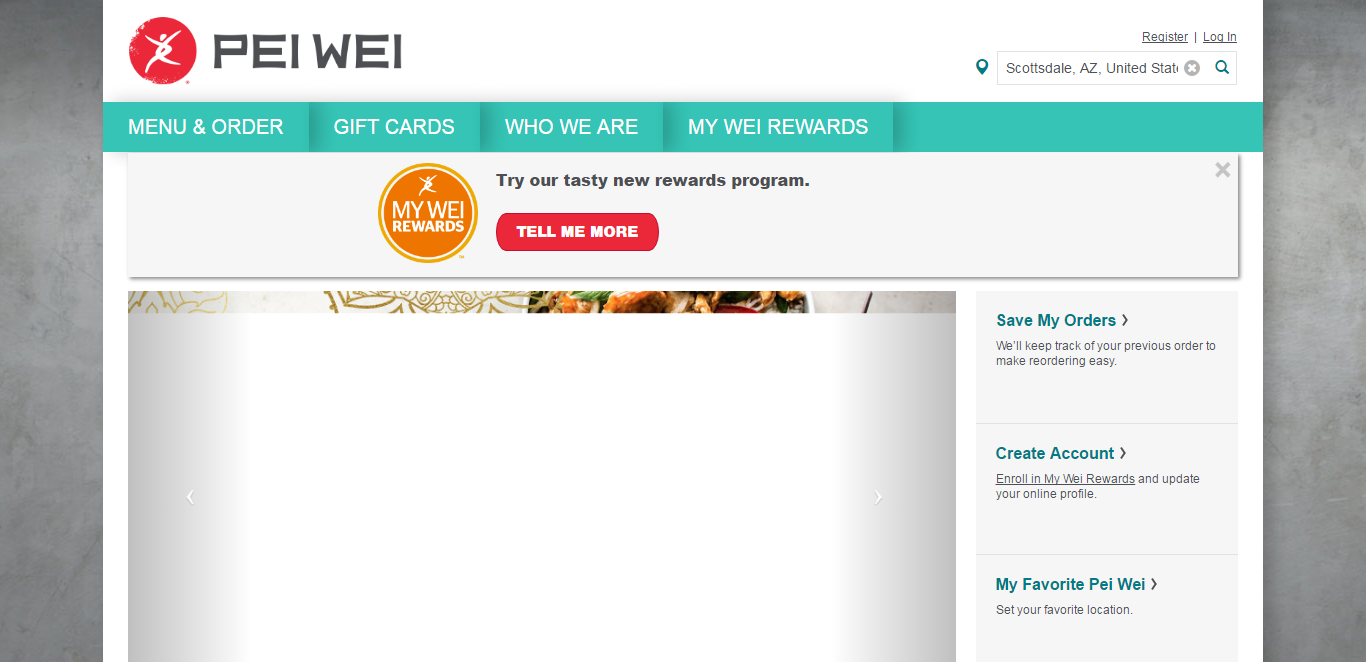 PEI WEI
Register | Log In
Scottsdale, AZ, United State
MENU & ORDER
GIFT CARDS
WHO WE ARE
MY WEI REWARDS
MY WEI
REWARDS
Try our tasty new rewards program.
TELL ME MORE
Save My Orders
We'll keep track of your previous order to
make reordering easy.
Create Account
Enroll in My Wei Rewards and update
your online profile.
My Favorite Pei Wei
Set your favorite location.